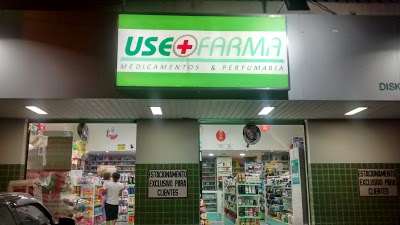 USE+FARMA
MEDICAMENTOS & PERFUMARIA
DISK
ESTACIONAMENTO
EXCLUSIVO PARA
CLIENTES
ESTACIONAMENTO
EXCLUSIVO PARA
CLIENTES